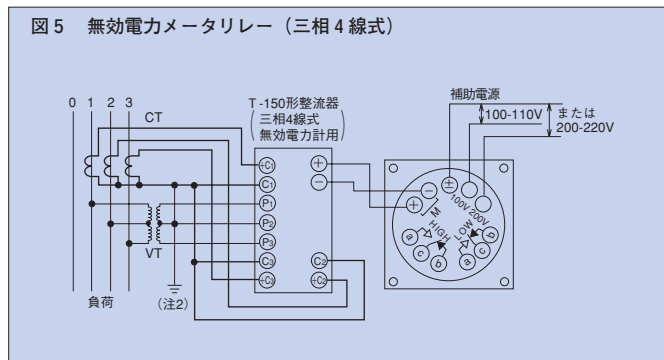 図5 無効電力メータリレー（三相4線式）
0 1 2 3
CT
T-150形整流器
三相4線式
無効電力計用
補助電源
100-110V
または
200-220V
+C1
C1
P1
P2
P3
C3
+C3
+
−
C2
+C2
VT
負荷
(注2)
−
±
+
M
100V
200V
HIGH
LOW
a
c
b
a
c
b